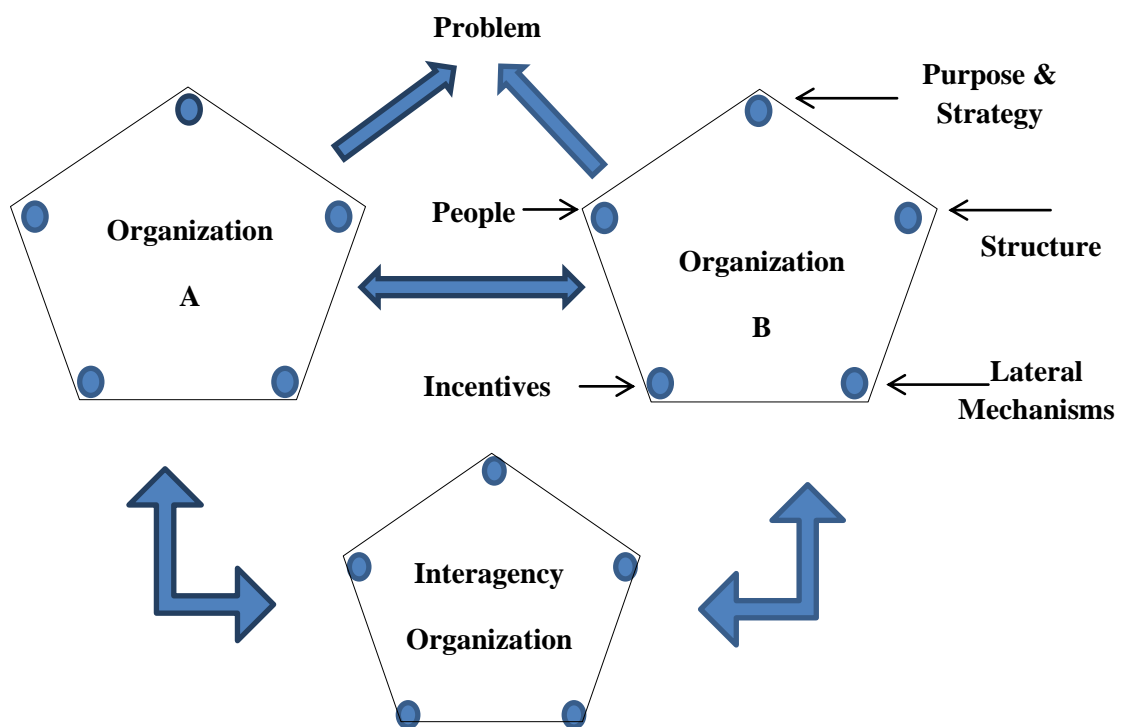 Problem
Purpose &
Strategy
People
Organization
A
Organization
B
Structure
Incentives
Lateral
Mechanisms
Interagency
Organization